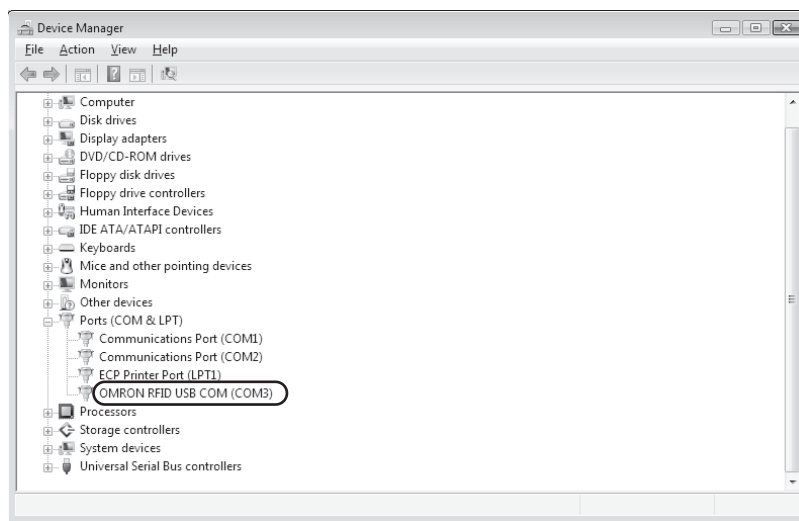 Device Manager
File Action View Help
Computer
Disk drives
Display adapters
DVD/CD-ROM drives
Floppy disk drives
Floppy drive controllers
Human Interface Devices
IDE ATA/ATAPI controllers
Keyboards
Mice and other pointing devices
Monitors
Other devices
Ports (COM & LPT)
Communications Port (COM1)
Communications Port (COM2)
ECP Printer Port (LPT1)
OMRON RFID USB COM (COM3)
Processors
Storage controllers
System devices
Universal Serial Bus controllers